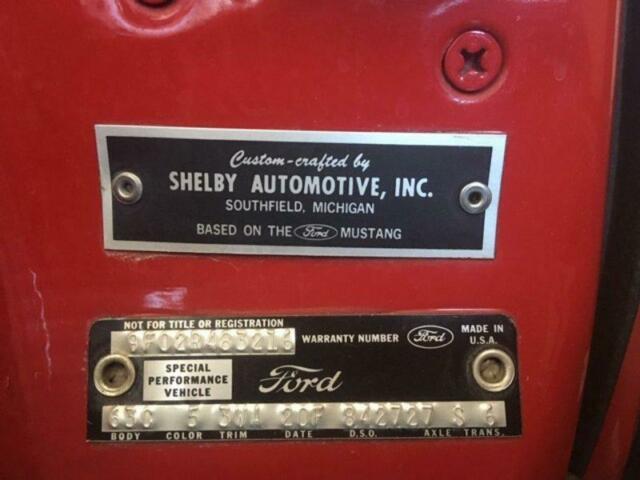 Custom-crafted by
SHELBY AUTOMOTIVE, INC.
SOUTHFIELD, MICHIGAN
BASED ON THE Ford MUSTANG
NOT FOR TITLE OR REGISTRATION
9F02R483216 WARRANTY NUMBER Ford MADE IN U.S.A.
SPECIAL
PERFORMANCE
VEHICLE
Ford
63C 5 3UA 20F 842727 S 6
BODY COLOR TRIM DATE D.S.O. AXLE TRANS.